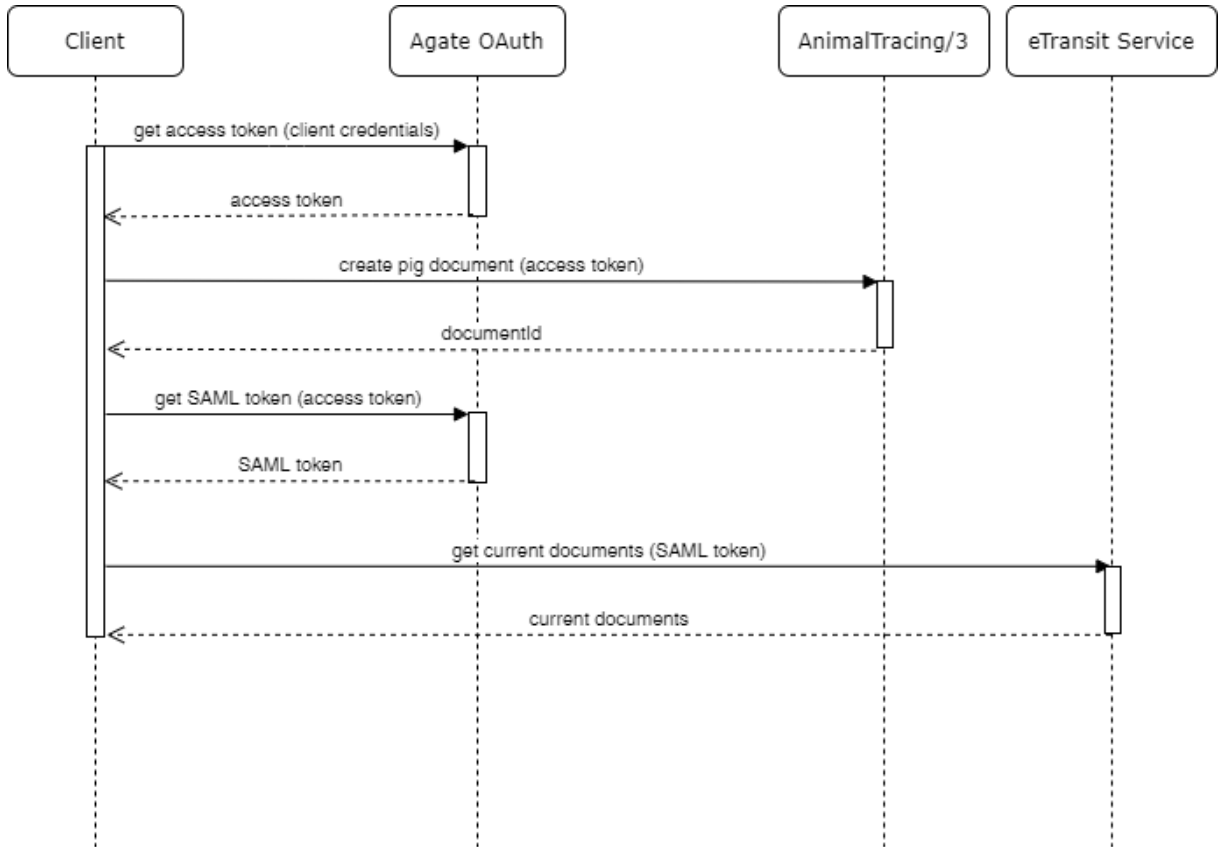 Client
Agate OAuth
AnimalTracing/3
eTransit Service
get access token (client credentials)
access token
create pig document (access token)
documentId
get SAML token (access token)
SAML token
get current documents (SAML token)
current documents